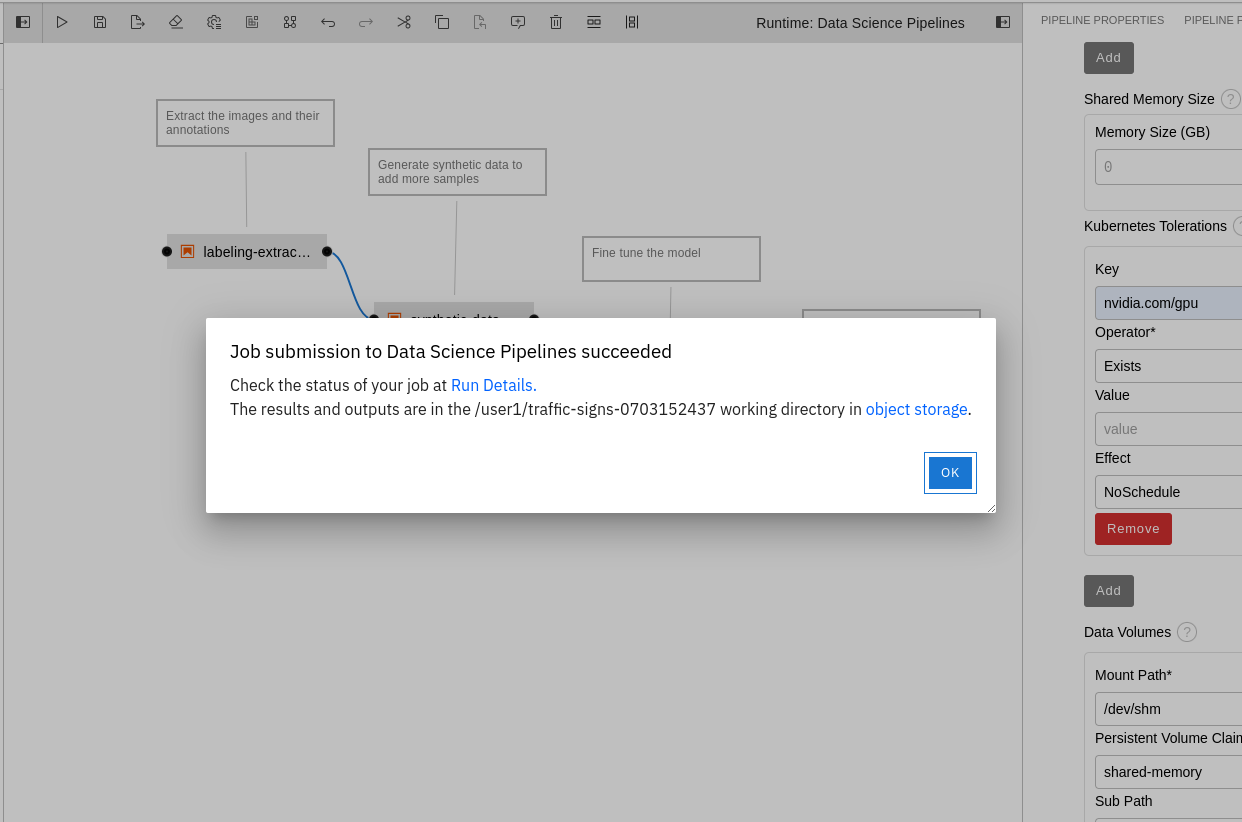 Runtime: Data Science Pipelines
PIPELINE PROPERTIES
PIPELINE
Add
Extract the images and their
annotations
Generate synthetic data to
add more samples
labeling-extrac...
Fine tune the model
Job submission to Data Science Pipelines succeeded
Check the status of your job at Run Details.
The results and outputs are in the /user1/traffic-signs-0703152437 working directory in object storage.
OK
Shared Memory Size ?
Memory Size (GB)
0
Kubernetes Tolerations
Key
nvidia.com/gpu
Operator*
Exists
Value
value
Effect
NoSchedule
Remove
Add
Data Volumes ?
Mount Path*
/dev/shm
Persistent Volume Claim
shared-memory
Sub Path